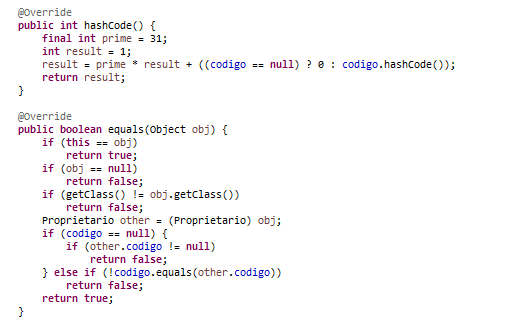 @Override
public int hashCode() {
    final int prime = 31;
    int result = 1;
    result = prime * result + ((codigo == null) ? 0 : codigo.hashCode());
    return result;
}
@Override
public boolean equals(Object obj) {
    if (this == obj)
        return true;
    if (obj == null)
        return false;
    if (getClass() != obj.getClass())
        return false;
    Proprietario other = (Proprietario) obj;
    if (codigo == null) {
        if (other.codigo != null)
            return false;
    } else if (!codigo.equals(other.codigo))
        return false;
    return true;
}